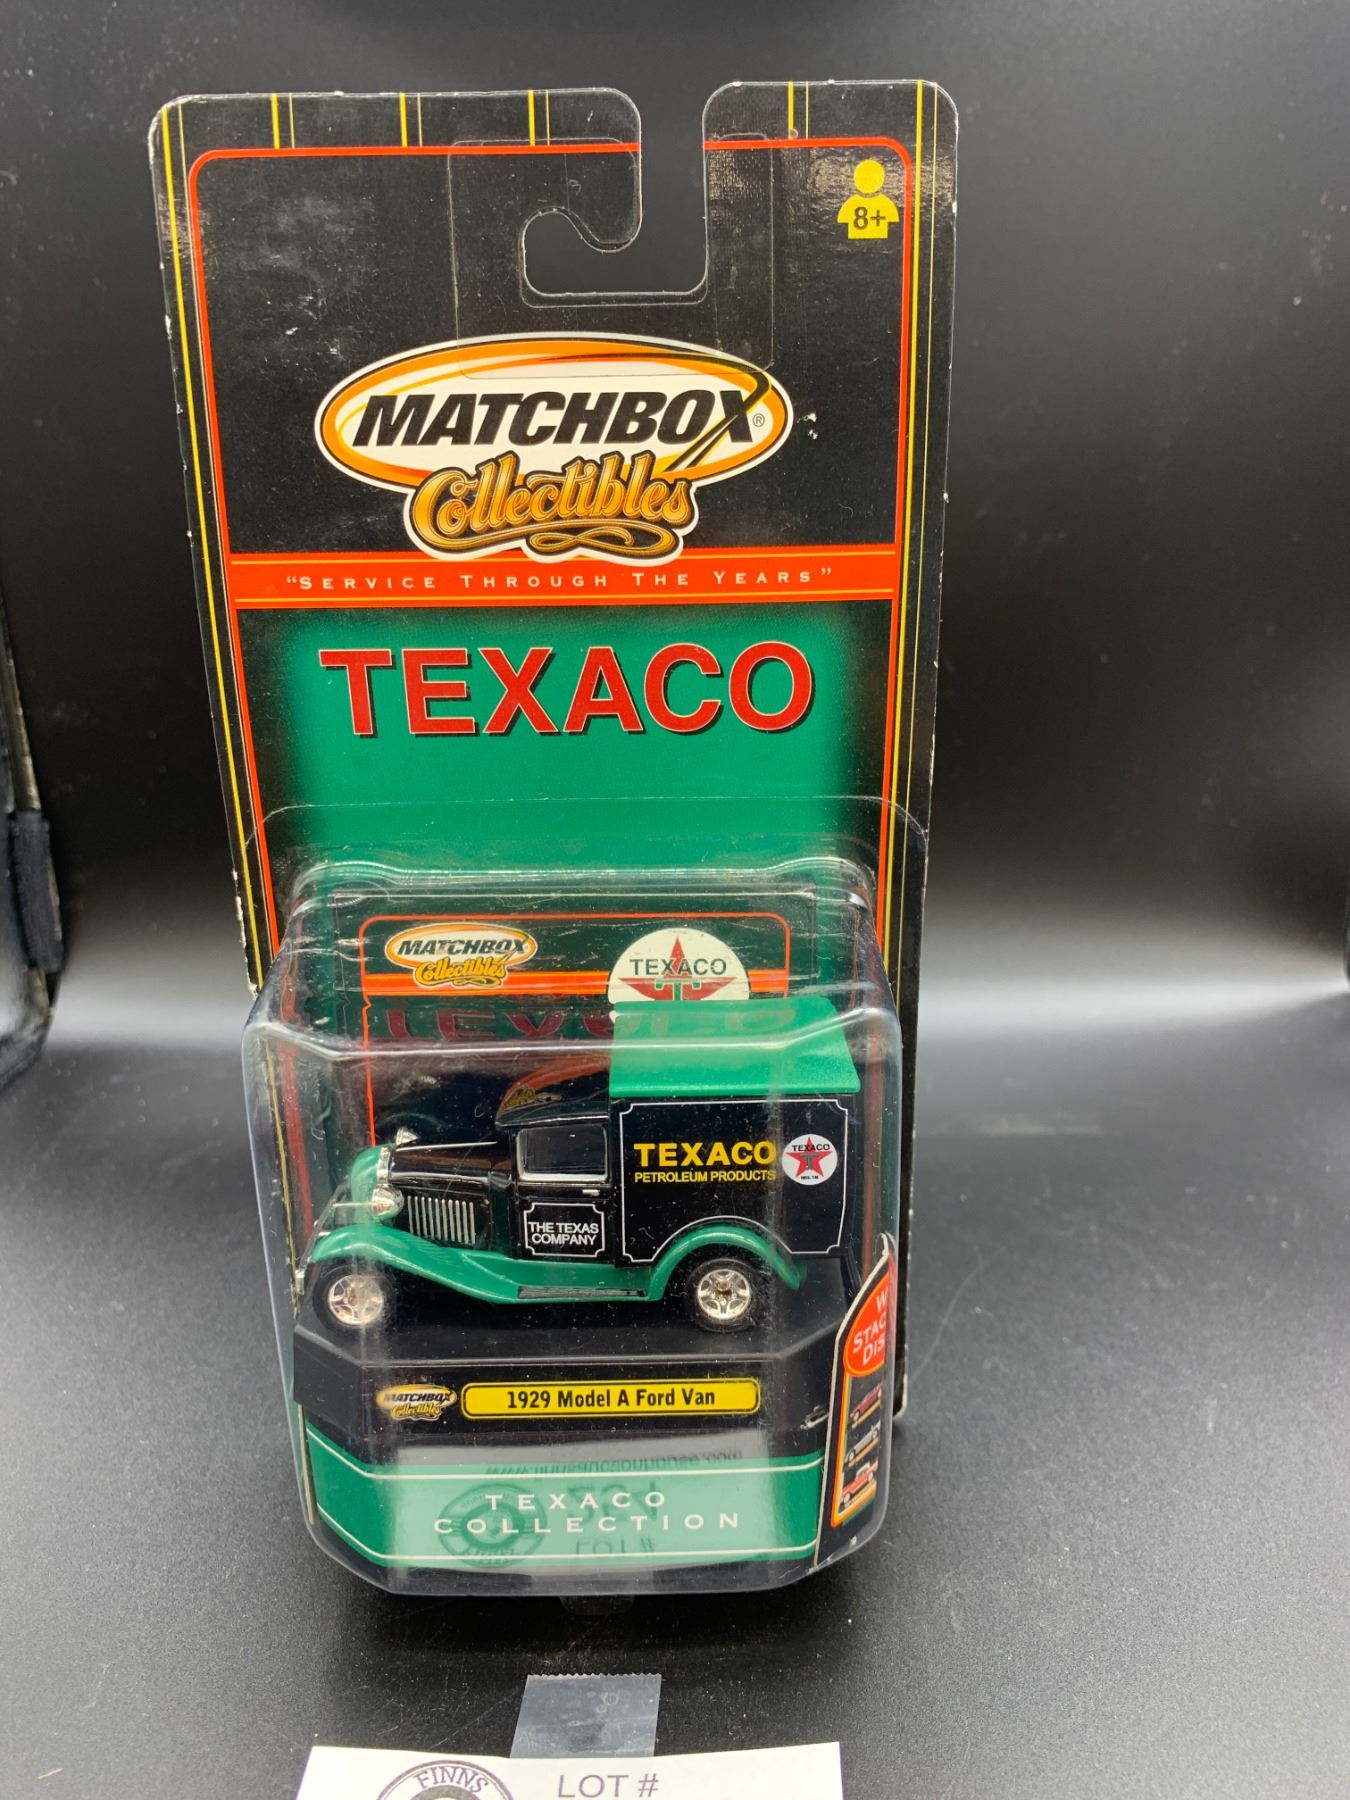 8+
MATCHBOX®
Collectibles
"SERVICE THROUGH THE YEARS"
TEXACO
MATCHBOX
Collectibles
TEXACO
T
TEXACO
PETROLEUM PRODUCTS
TEXACO
T
THE TEXAS
COMPANY
MATCHBOX
Collectibles
1929 Model A Ford Van
TEXACO
COLLECTION
FINNS
LOT #